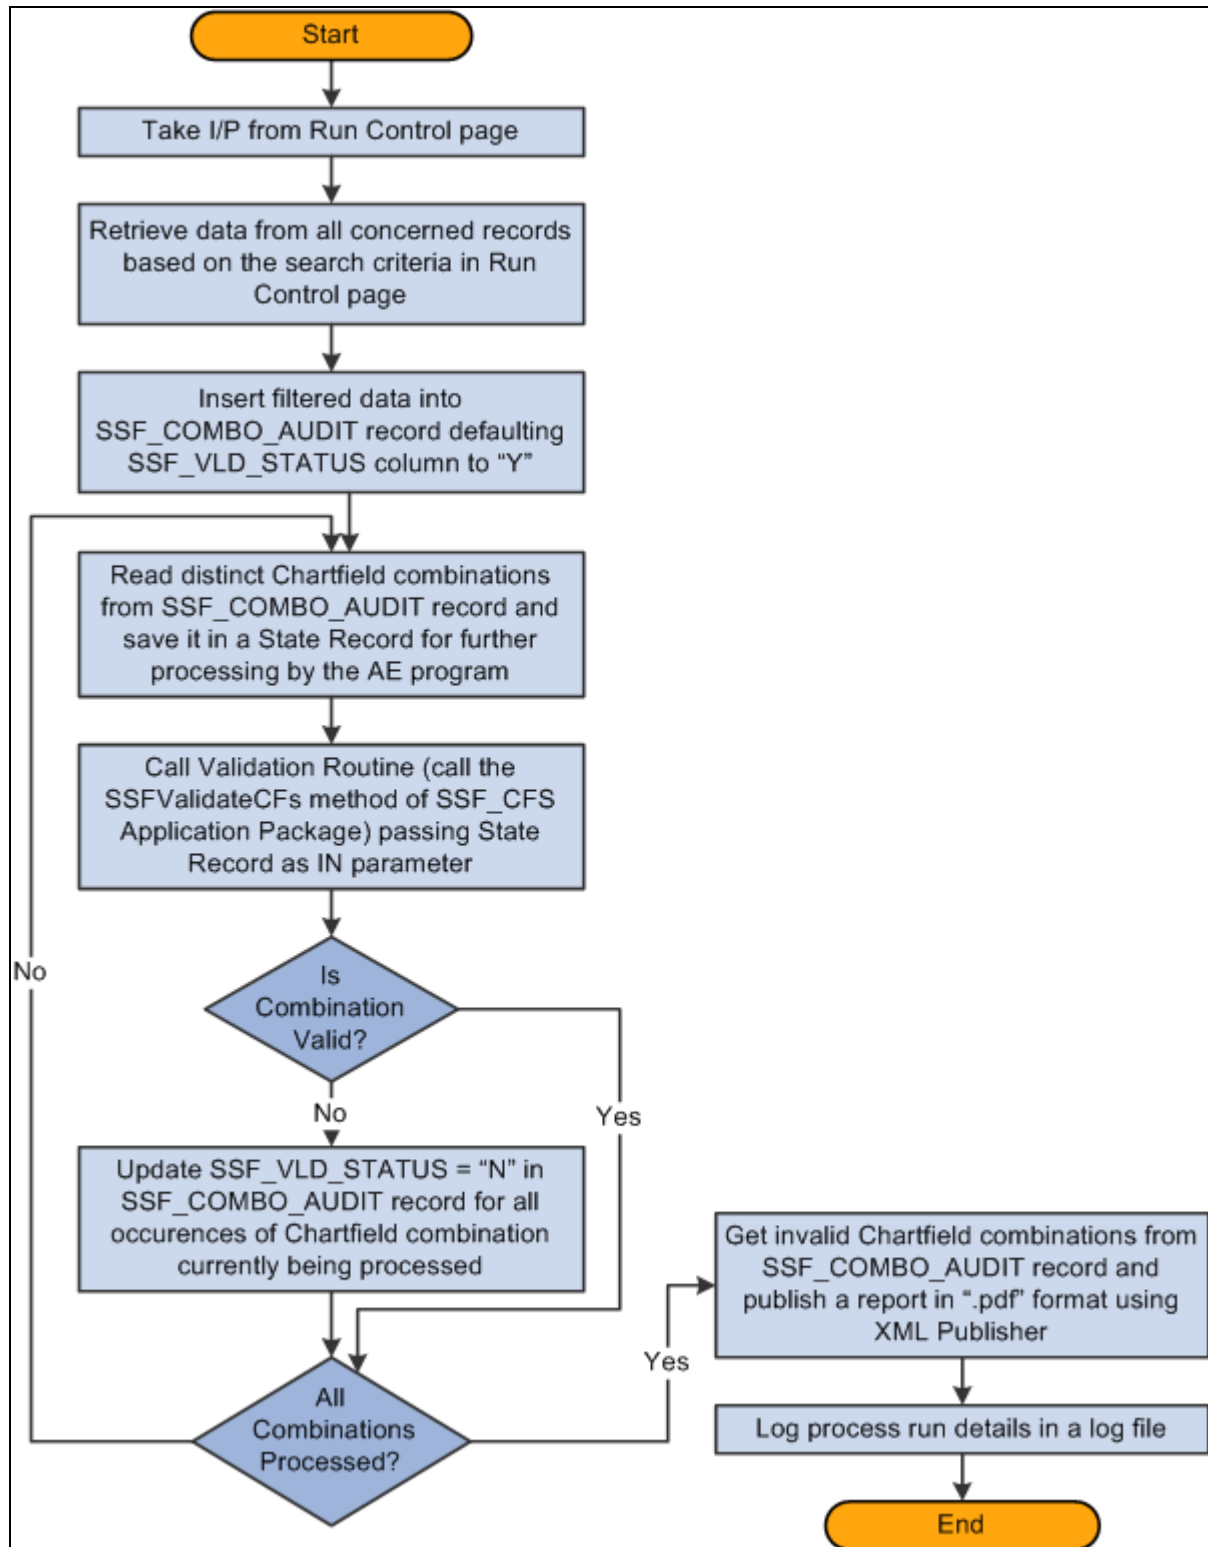 Start
Take I/P from Run Control page
Retrieve data from all concerned records
based on the search criteria in Run
Control page
Insert filtered data into
SSF_COMBO_AUDIT record defaulting
SSF_VLD_STATUS column to “Y”
Read distinct Chartfield combinations
from SSF_COMBO_AUDIT record and
save it in a State Record for further
processing by the AE program
Call Validation Routine (call the
SSFValidateCFs method of SSF_CFS
Application Package) passing State
Record as IN parameter
No
Is
Combination
Valid?
No
Yes
Update SSF_VLD_STATUS = “N” in
SSF_COMBO_AUDIT record for all
occurences of Chartfield combination
currently being processed
All
Combinations
Processed?
Yes
Get invalid Chartfield combinations from
SSF_COMBO_AUDIT record and
publish a report in “.pdf” format using
XML Publisher
Log process run details in a log file
End